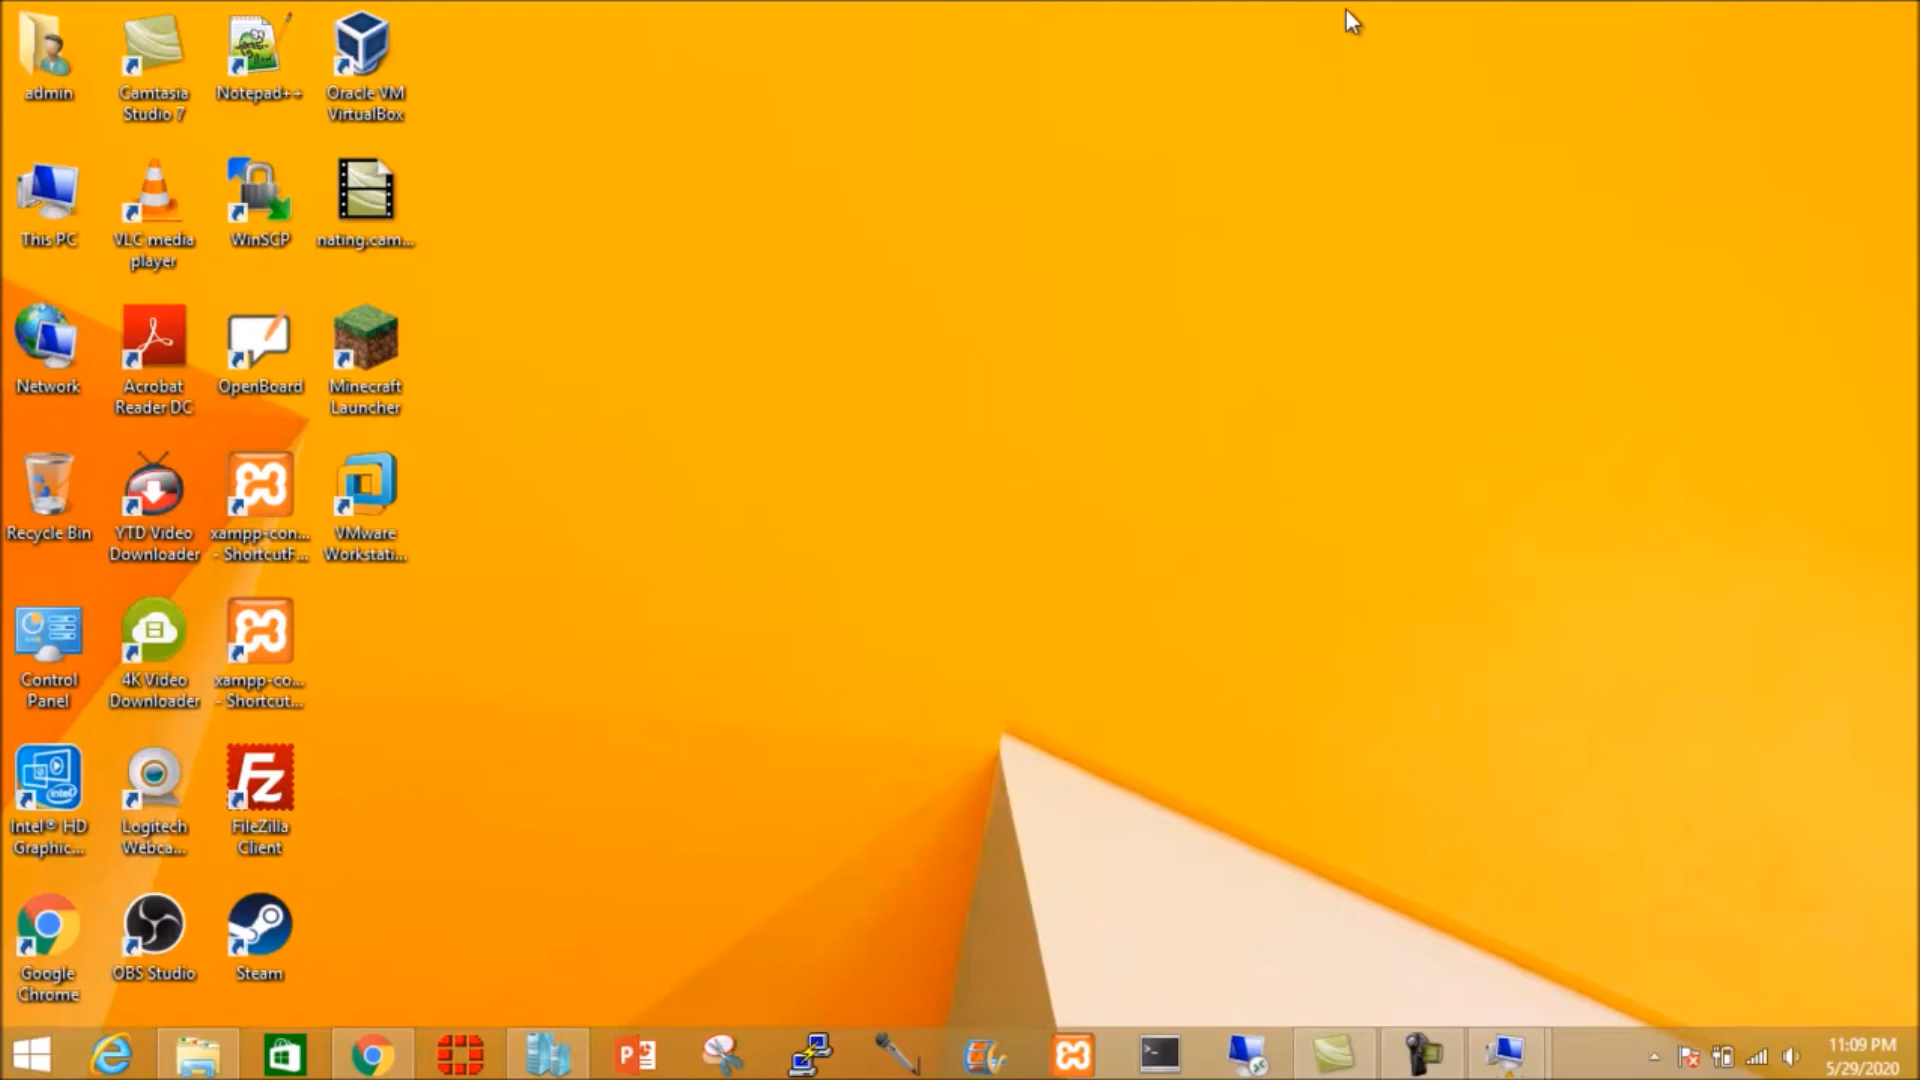 admin
Camtasia
Studio 7
Notepad++
Oracle VM
VirtualBox
This PC
VLC media
player
WinSCP
nating.cam...
Network
Acrobat
Reader DC
OpenBoard
Minecraft
Launcher
Recycle Bin
YTD Video
Downloader
xampp-con...
- ShortcutF...
VMware
Workstati...
Control
Panel
4K Video
Downloader
xampp-co...
- Shortcut...
intel
Intel® HD
Graphic...
Logitech
Webca...
Fz
FileZilla
Client
Google
Chrome
OBS Studio
Steam
P
11:09 PM
5/29/2020